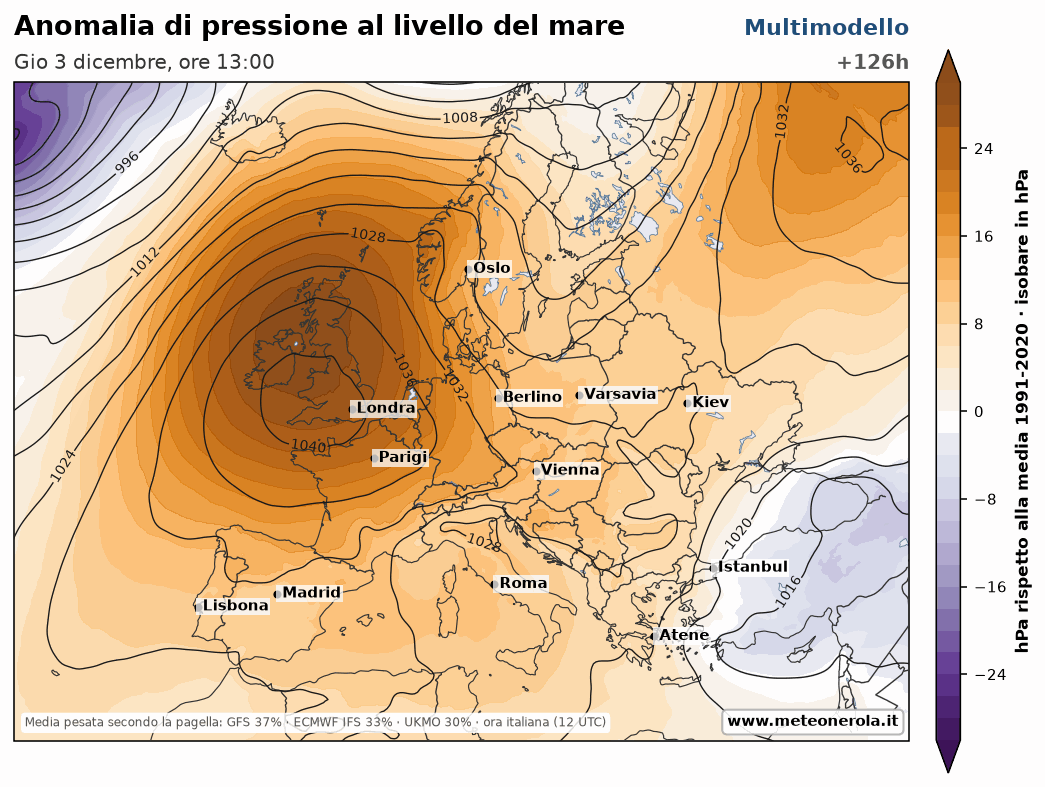 Anomalia di pressione al livello del mare
Multimodello
Gio 3 dicembre, ore 13:00
+126h
1008
1032
996
1036
1028
1012
Oslo
24
16
8
0
−8
−16
−24
hPa rispetto alla media 1991-2020 · isobare in hPa
1036
1032
Berlino
Varsavia
Kiev
Londra
1040
Parigi
1024
Vienna
1028
1020
Istanbul
1016
Roma
Madrid
Lisbona
Atene
Media pesata secondo la pagella: GFS 37% · ECMWF IFS 33% · UKMO 30% · ora italiana (12 UTC)
www.meteonerola.it